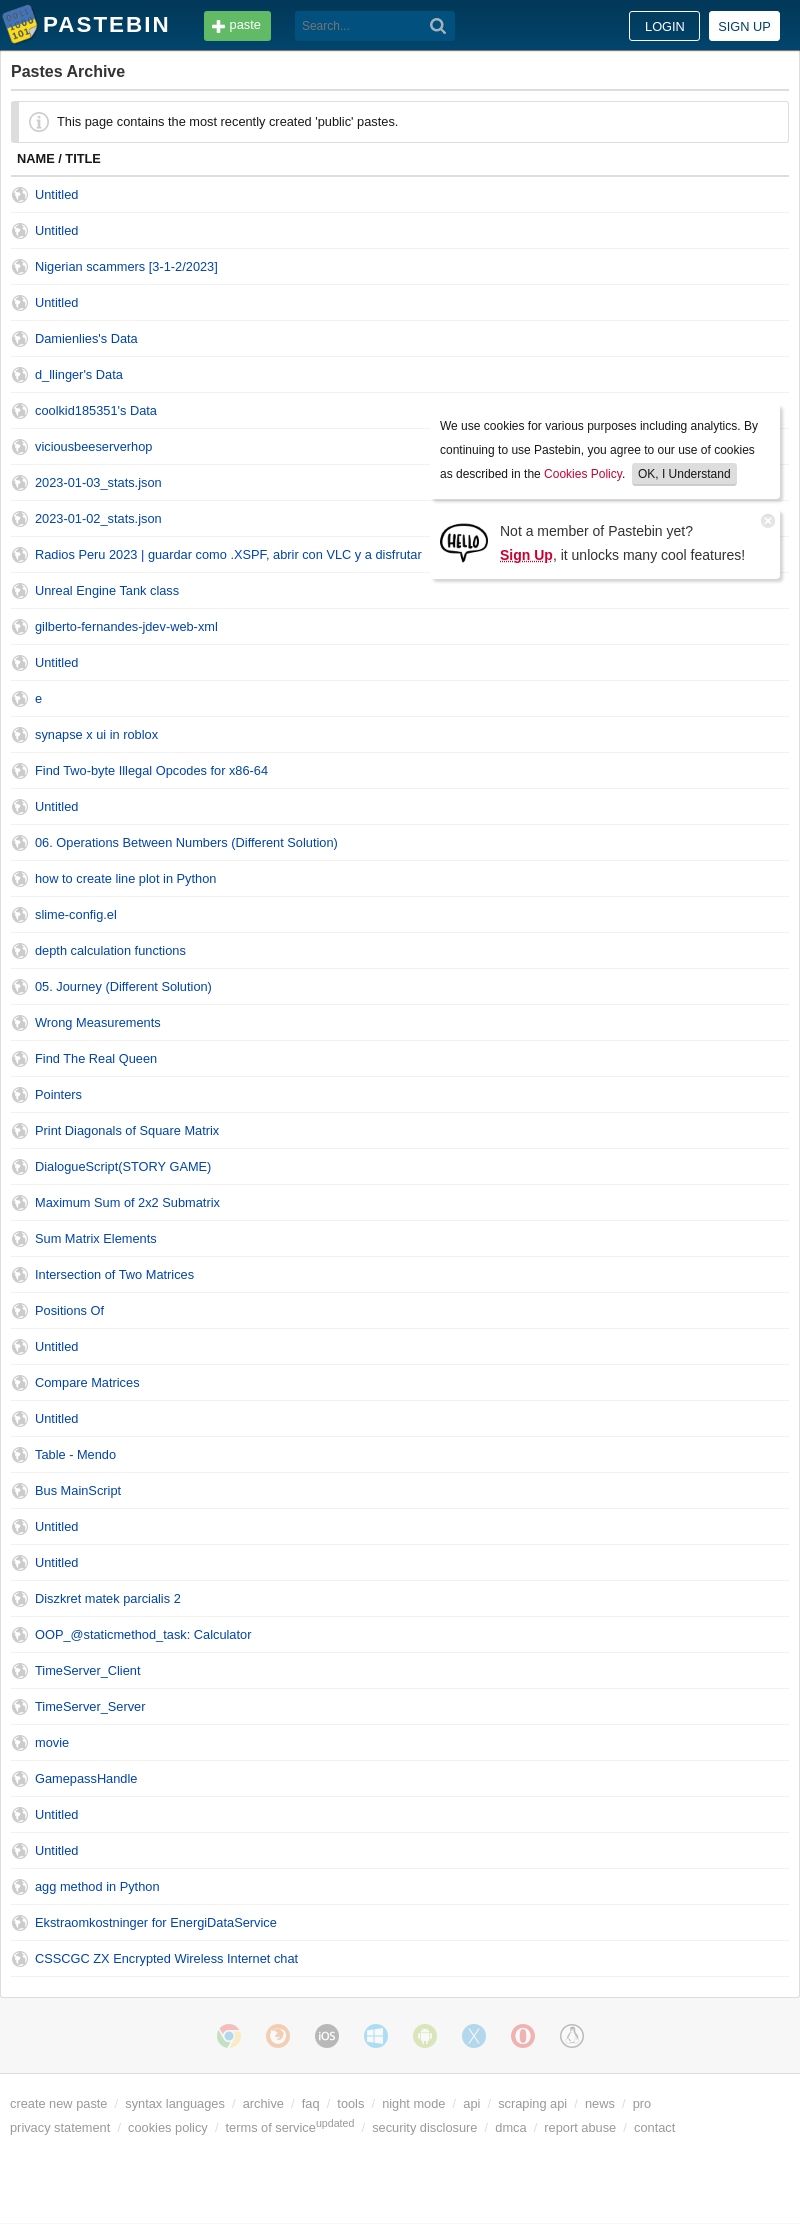 PASTEBIN
paste
Search...
LOGIN
SIGN UP
Pastes Archive
This page contains the most recently created 'public' pastes.
NAME / TITLE
Untitled
Untitled
Nigerian scammers [3-1-2/2023]
Untitled
Damienlies's Data
d_llinger's Data
coolkid185351's Data
viciousbeeserverhop
2023-01-03_stats.json
2023-01-02_stats.json
Radios Peru 2023 | guardar como .XSPF, abrir con VLC y a disfrutar
We use cookies for various purposes including analytics. By
continuing to use Pastebin, you agree to our use of cookies
as described in the Cookies Policy. OK, I Understand
HELLO
Not a member of Pastebin yet?
Sign Up, it unlocks many cool features!
Unreal Engine Tank class
gilberto-fernandes-jdev-web-xml
Untitled
e
synapse x ui in roblox
Find Two-byte Illegal Opcodes for x86-64
Untitled
06. Operations Between Numbers (Different Solution)
how to create line plot in Python
slime-config.el
depth calculation functions
05. Journey (Different Solution)
Wrong Measurements
Find The Real Queen
Pointers
Print Diagonals of Square Matrix
DialogueScript(STORY GAME)
Maximum Sum of 2x2 Submatrix
Sum Matrix Elements
Intersection of Two Matrices
Positions Of
Untitled
Compare Matrices
Untitled
Table - Mendo
Bus MainScript
Untitled
Untitled
Diszkret matek parcialis 2
OOP_@staticmethod_task: Calculator
TimeServer_Client
TimeServer_Server
movie
GamepassHandle
Untitled
Untitled
agg method in Python
Ekstraomkostninger for EnergiDataService
CSSCGC ZX Encrypted Wireless Internet chat
iOS
create new paste / syntax languages / archive / faq / tools / night mode / api / scraping api / news / pro
privacy statement / cookies policy / terms of serviceupdated / security disclosure / dmca / report abuse / contact